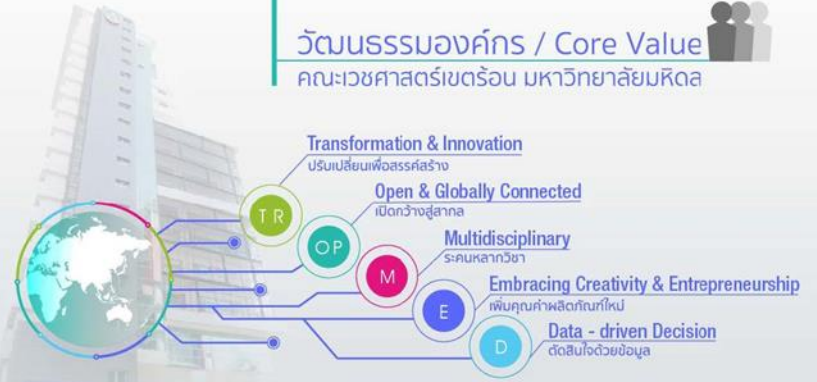 วัฒนธรรมองค์กร / Core Value
คณะเวชศาสตร์เขตร้อน มหาวิทยาลัยมหิดล
Transformation & Innovation
ปรับเปลี่ยนเพื่อสรรค์สร้าง
TR
Open & Globally Connected
เปิดกว้างสู่สากล
OP
Multidisciplinary
ระคนหลากวิชา
M
Embracing Creativity & Entrepreneurship
เพิ่มคุณค่าผลิตภัณฑ์ใหม่
E
Data - driven Decision
ตัดสินใจด้วยข้อมูล
D